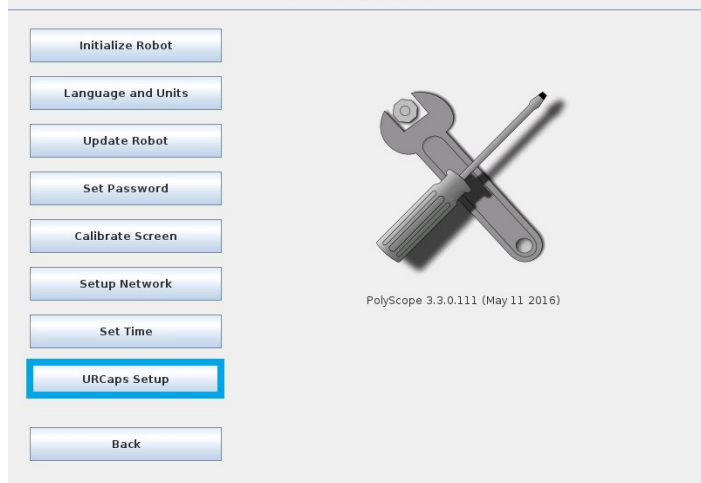 Initialize Robot
Language and Units
Update Robot
Set Password
Calibrate Screen
Setup Network
PolyScope 3.3.0.111 (May 11 2016)
Set Time
URCaps Setup
Back